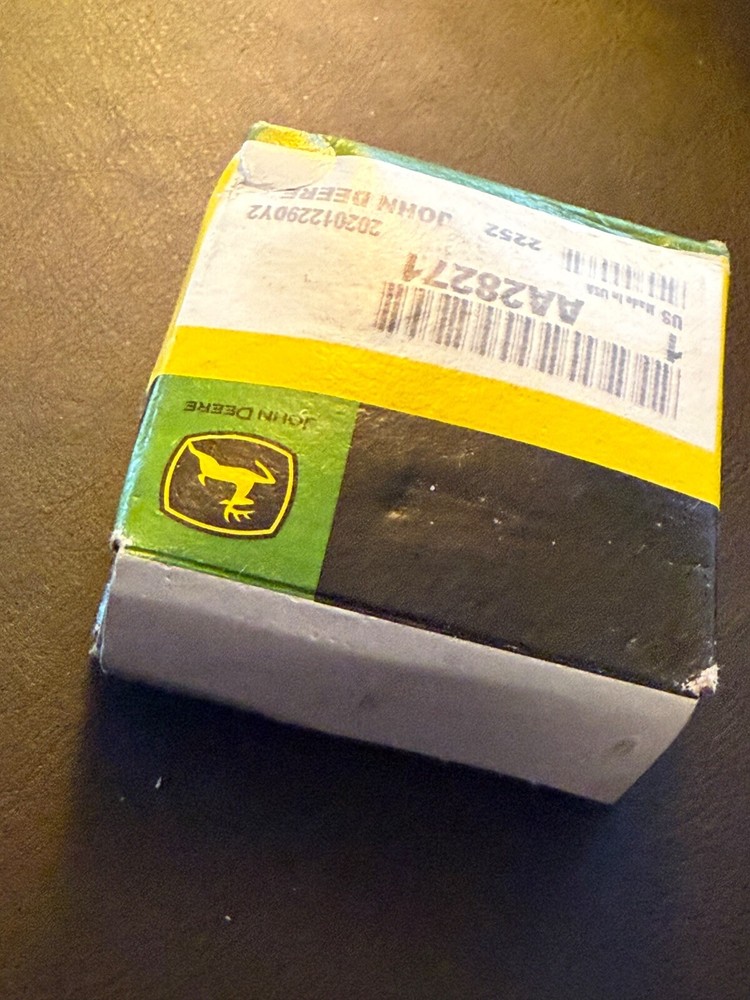 JOHN DEERE
US Made in USA
2252 JOHN DEERE
AA28271
20201229DY2